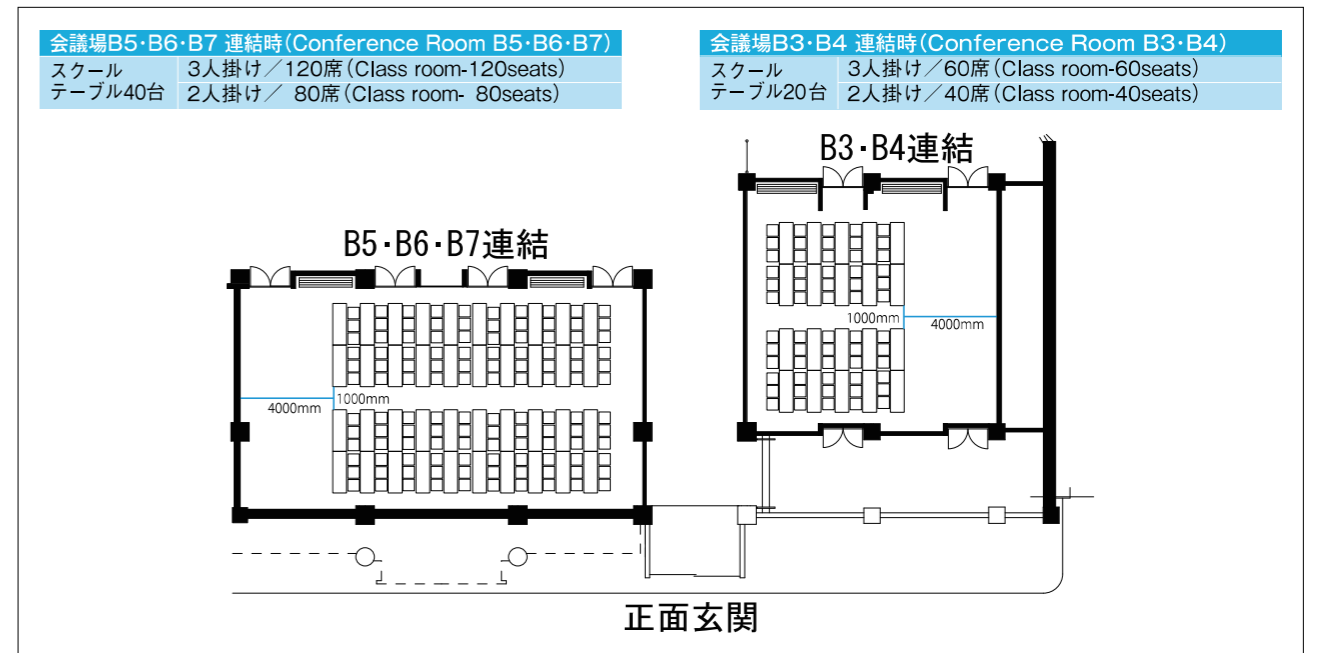 会議場B5・B6・B7 連結時(Conference Room B5・B6・B7)
スクール
テーブル40台
3人掛け／120席(Class room-120seats)
2人掛け／ 80席(Class room- 80seats)
会議場B3・B4 連結時(Conference Room B3・B4)
スクール
テーブル20台
3人掛け／60席(Class room-60seats)
2人掛け／40席(Class room-40seats)
B3・B4連結
1000mm
4000mm
B5・B6・B7連結
4000mm
1000mm
正面玄関